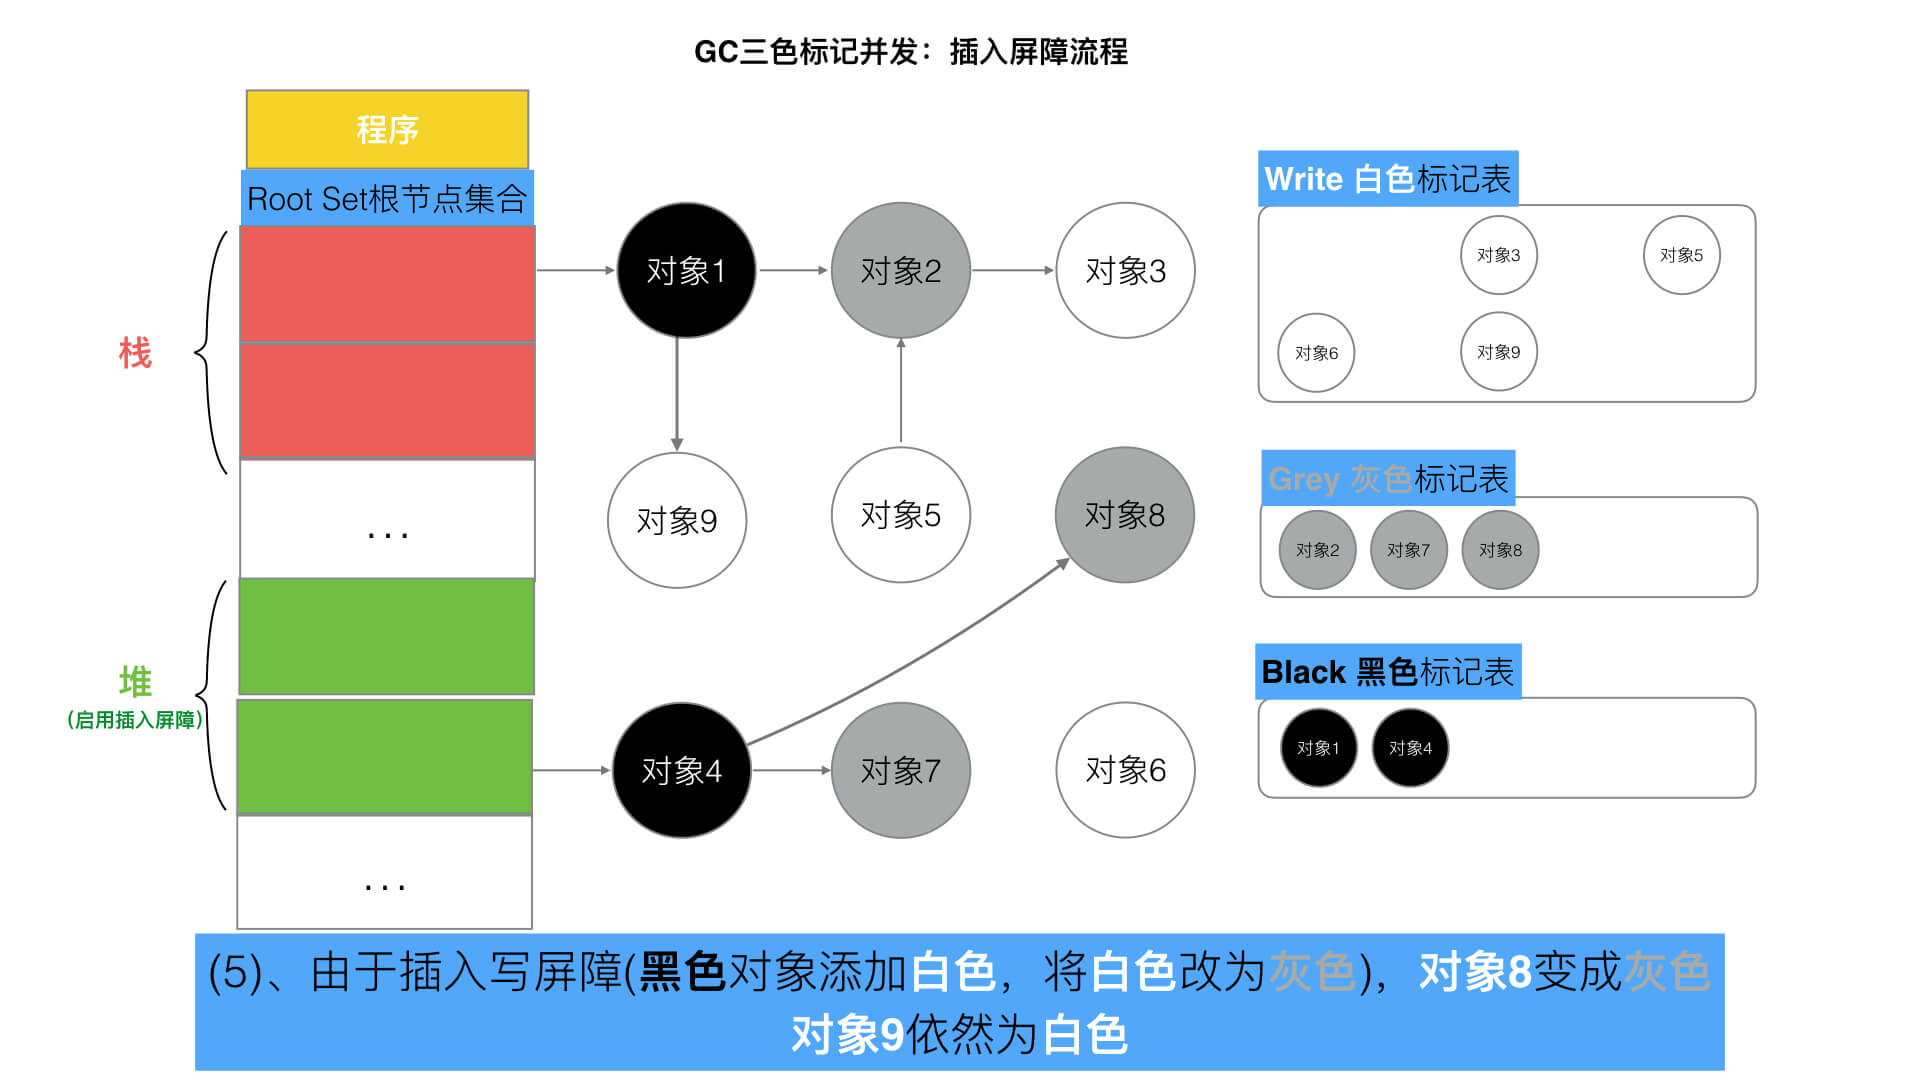 GC三色标记并发：插入屏障流程
程序
Root Set根节点集合
栈
...
堆
(启用插入屏障)
...
对象1
对象2
对象3
对象9
对象5
对象8
对象4
对象7
对象6
Write 白色标记表
对象3
对象5
对象6
对象9
Grey 灰色标记表
对象2
对象7
对象8
Black 黑色标记表
对象1
对象4
(5)、由于插入写屏障(黑色对象添加白色，将白色改为灰色)，对象8变成灰色
对象9依然为白色